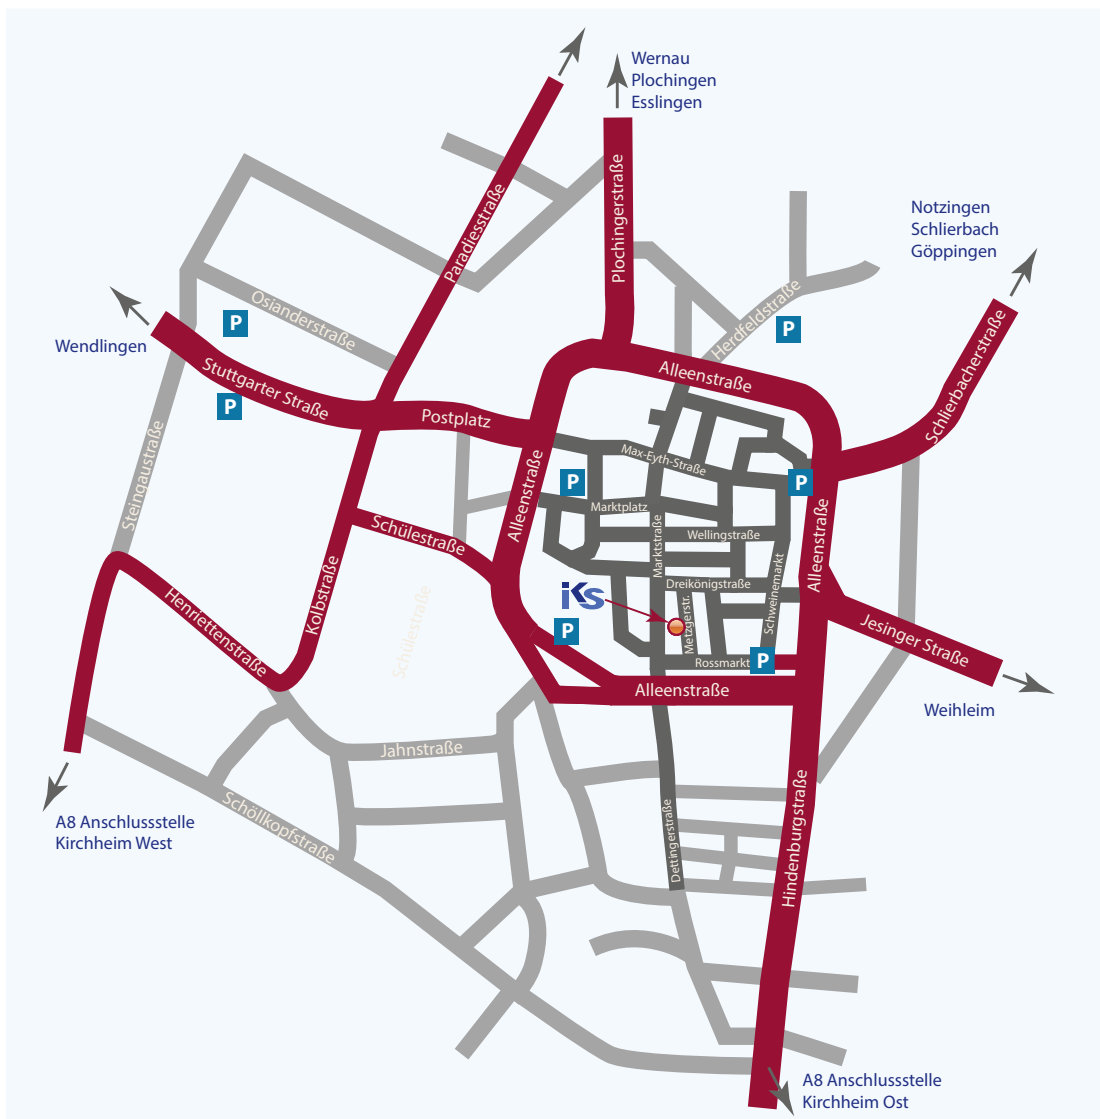 Wernau
Plochingen
Esslingen
Paradiesstraße
Plochingerstraße
Notzingen
Schlierbach
Göppingen
Osianderstraße
P
Herdfeldstraße
P
Wendlingen
Stuttgarter Straße
P
Postplatz
Alleenstraße
Schlierbacherstraße
Steingaustraße
Max-Eyth-Straße
P
P
Alleenstraße
Marktplatz
Schülestraße
Wellingstraße
Marktstraße
Alleenstraße
Dreikönigstraße
Schweinemarkt
Kolbstraße
Henriettenstraße
iKS
Metzgerstr.
P
Schülestraße
Jesinger Straße
Rossmarkt
P
Alleenstraße
Weihleim
Jahnstraße
Schöllkopfstraße
Dettingerstraße
Hindenburgstraße
A8 Anschlussstelle
Kirchheim West
A8 Anschlussstelle
Kirchheim Ost